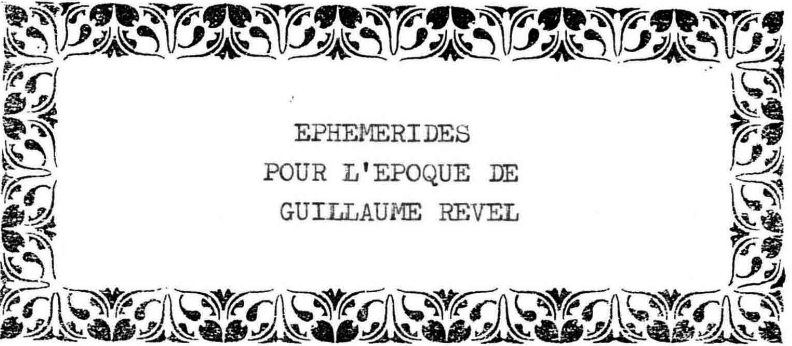 EPHEMERIDES
POUR L'EPOQUE DE
GUILLAUME REVEL